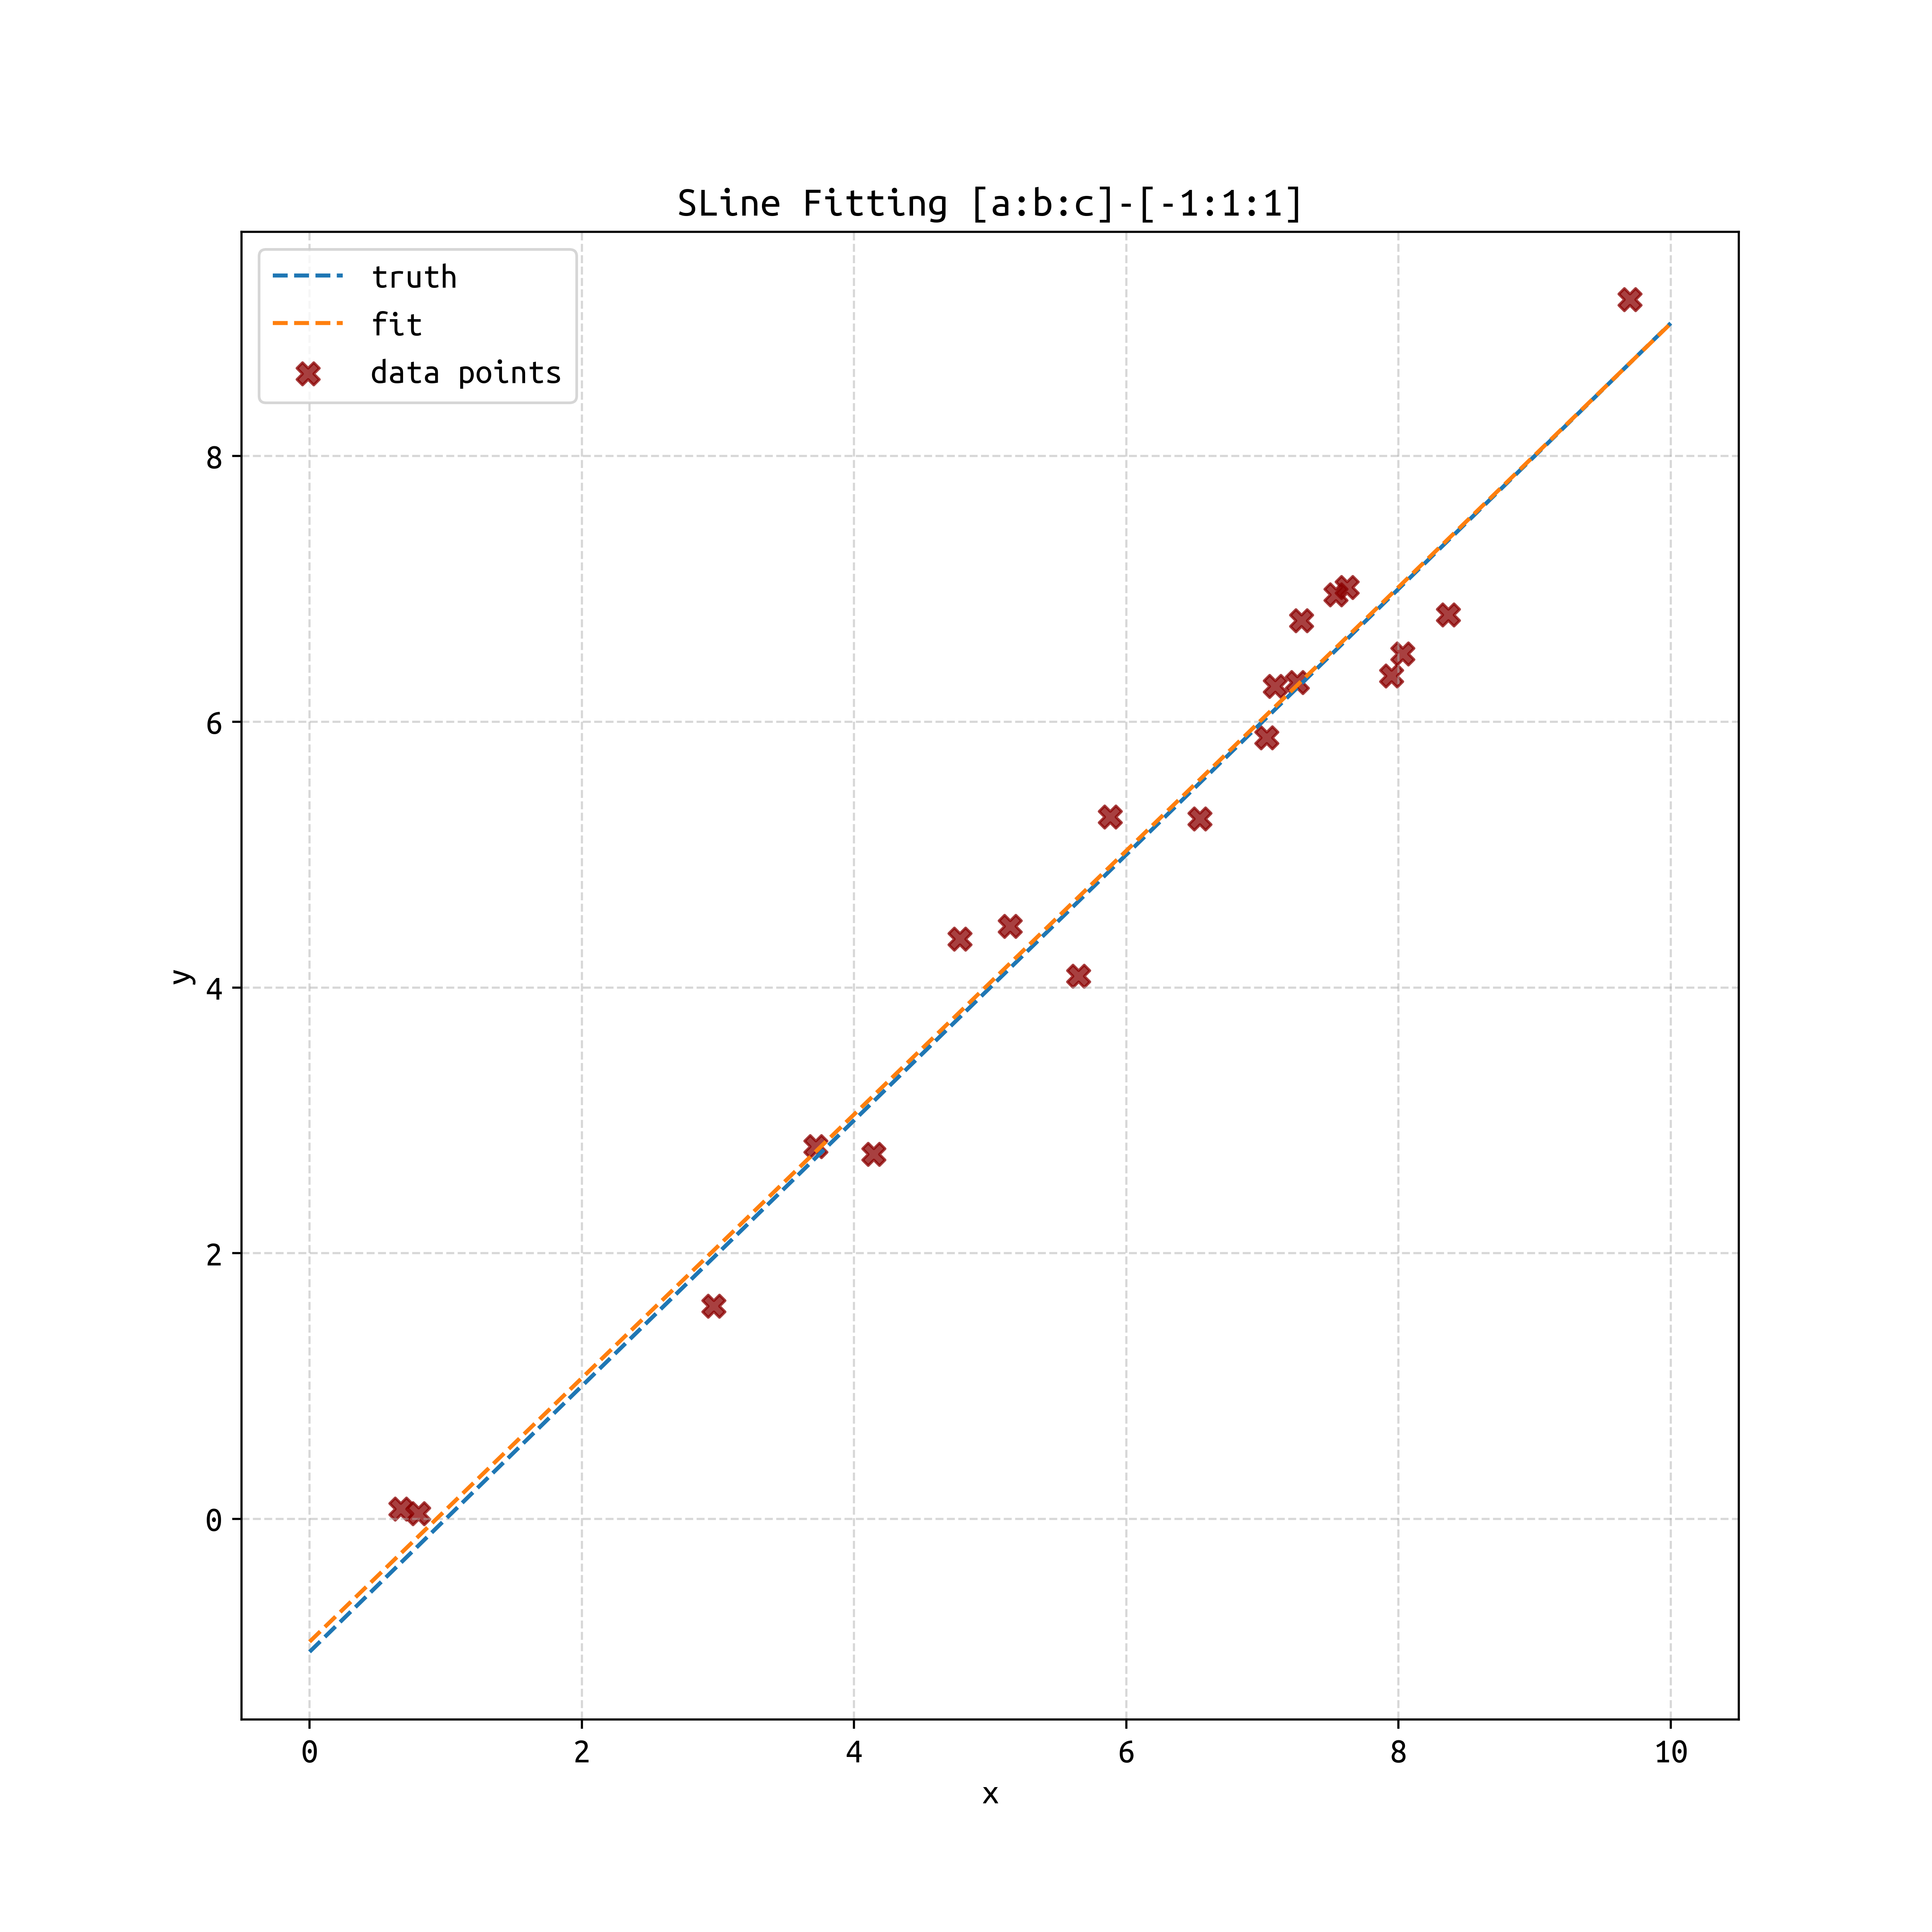 SLine Fitting [a:b:c]-[-1:1:1]
truth
fit
data points
8
6
4
2
0
y
0 2 4 6 8 10
x